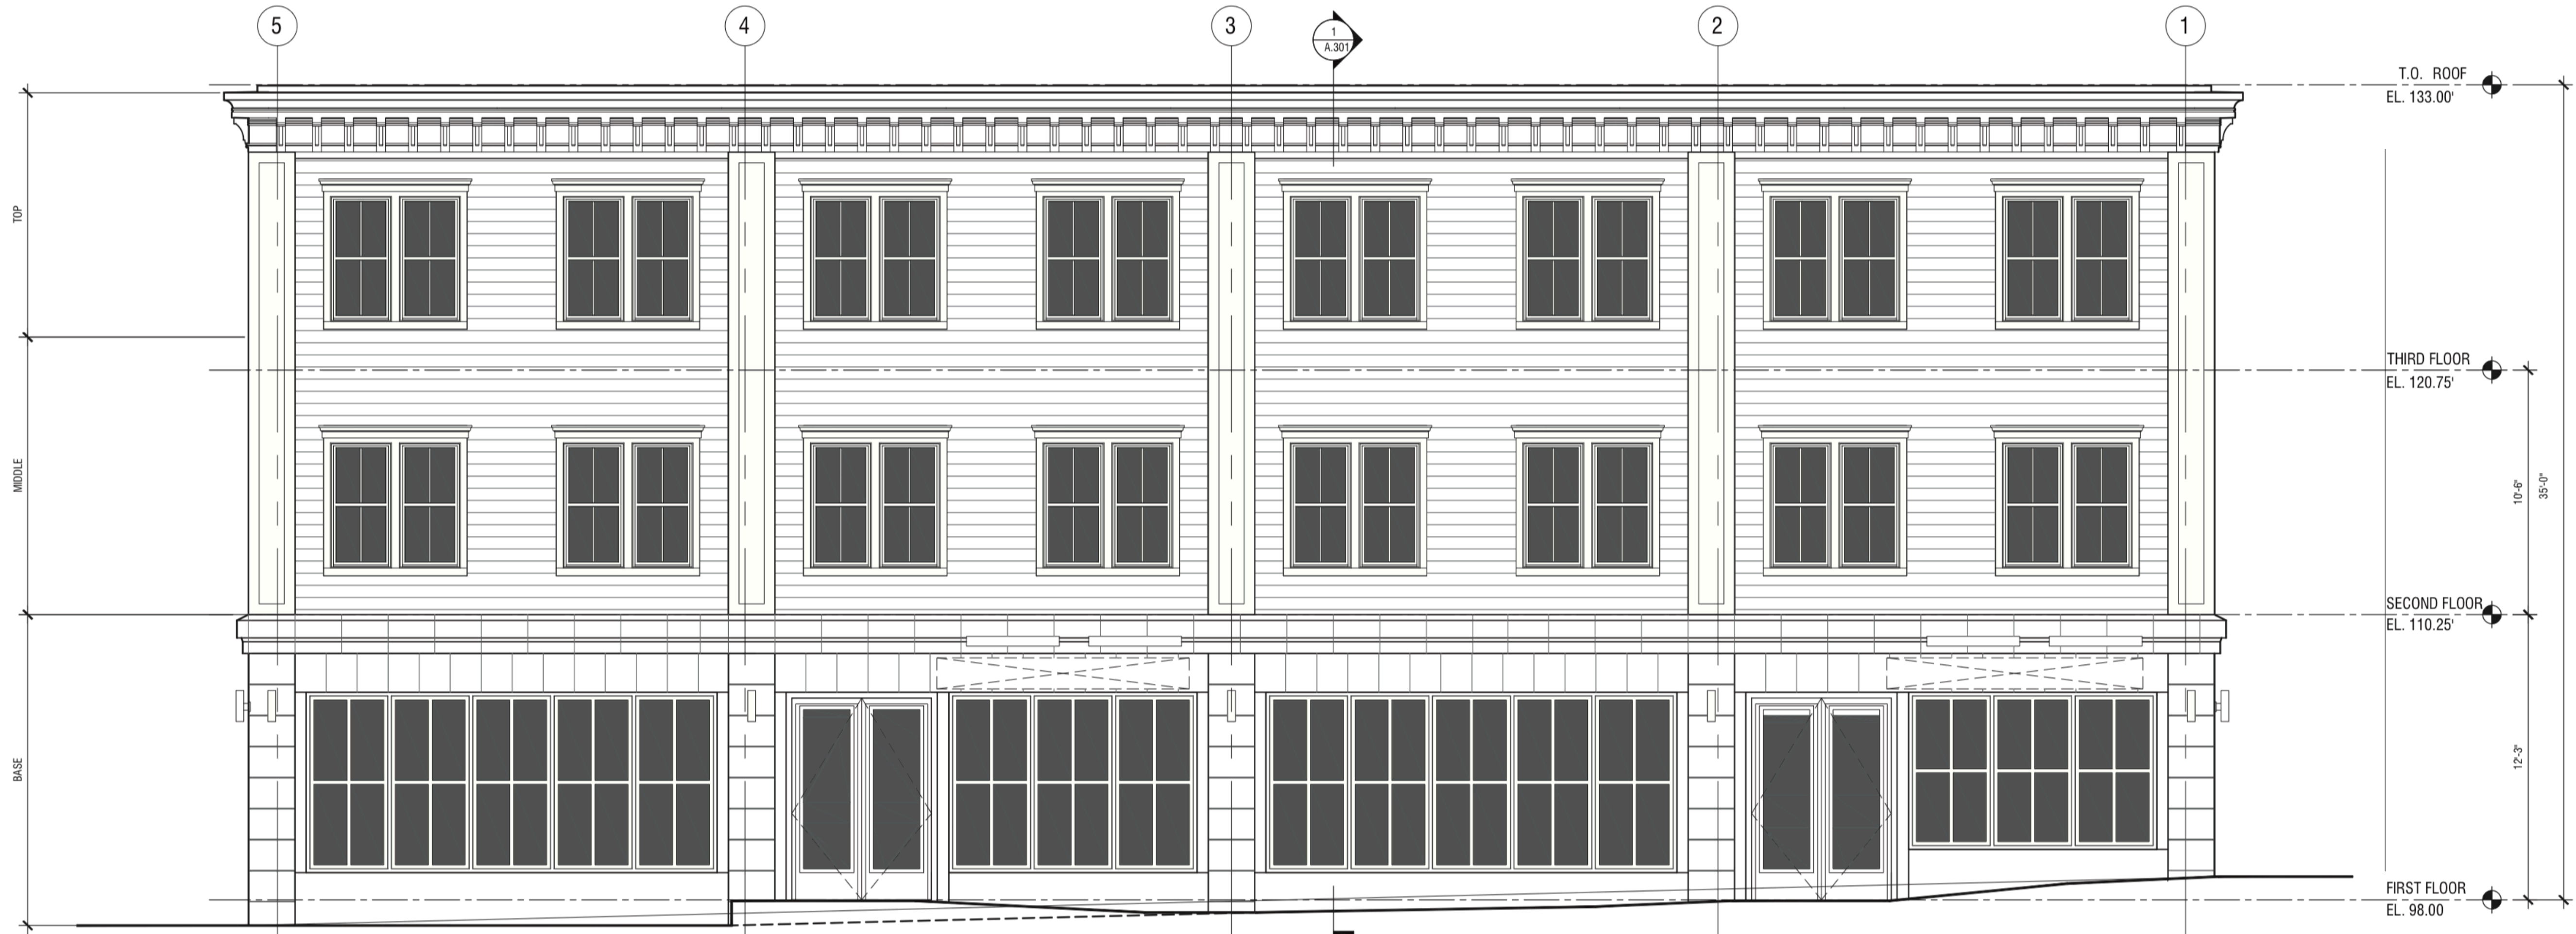 5
4
3
1
A.301
2
1
T.O. ROOF
EL. 133.00'
TOP
THIRD FLOOR
EL. 120.75'
MIDDLE
10'-6"
35'-0"
SECOND FLOOR
EL. 110.25'
BASE
12'-3"
FIRST FLOOR
EL. 98.00